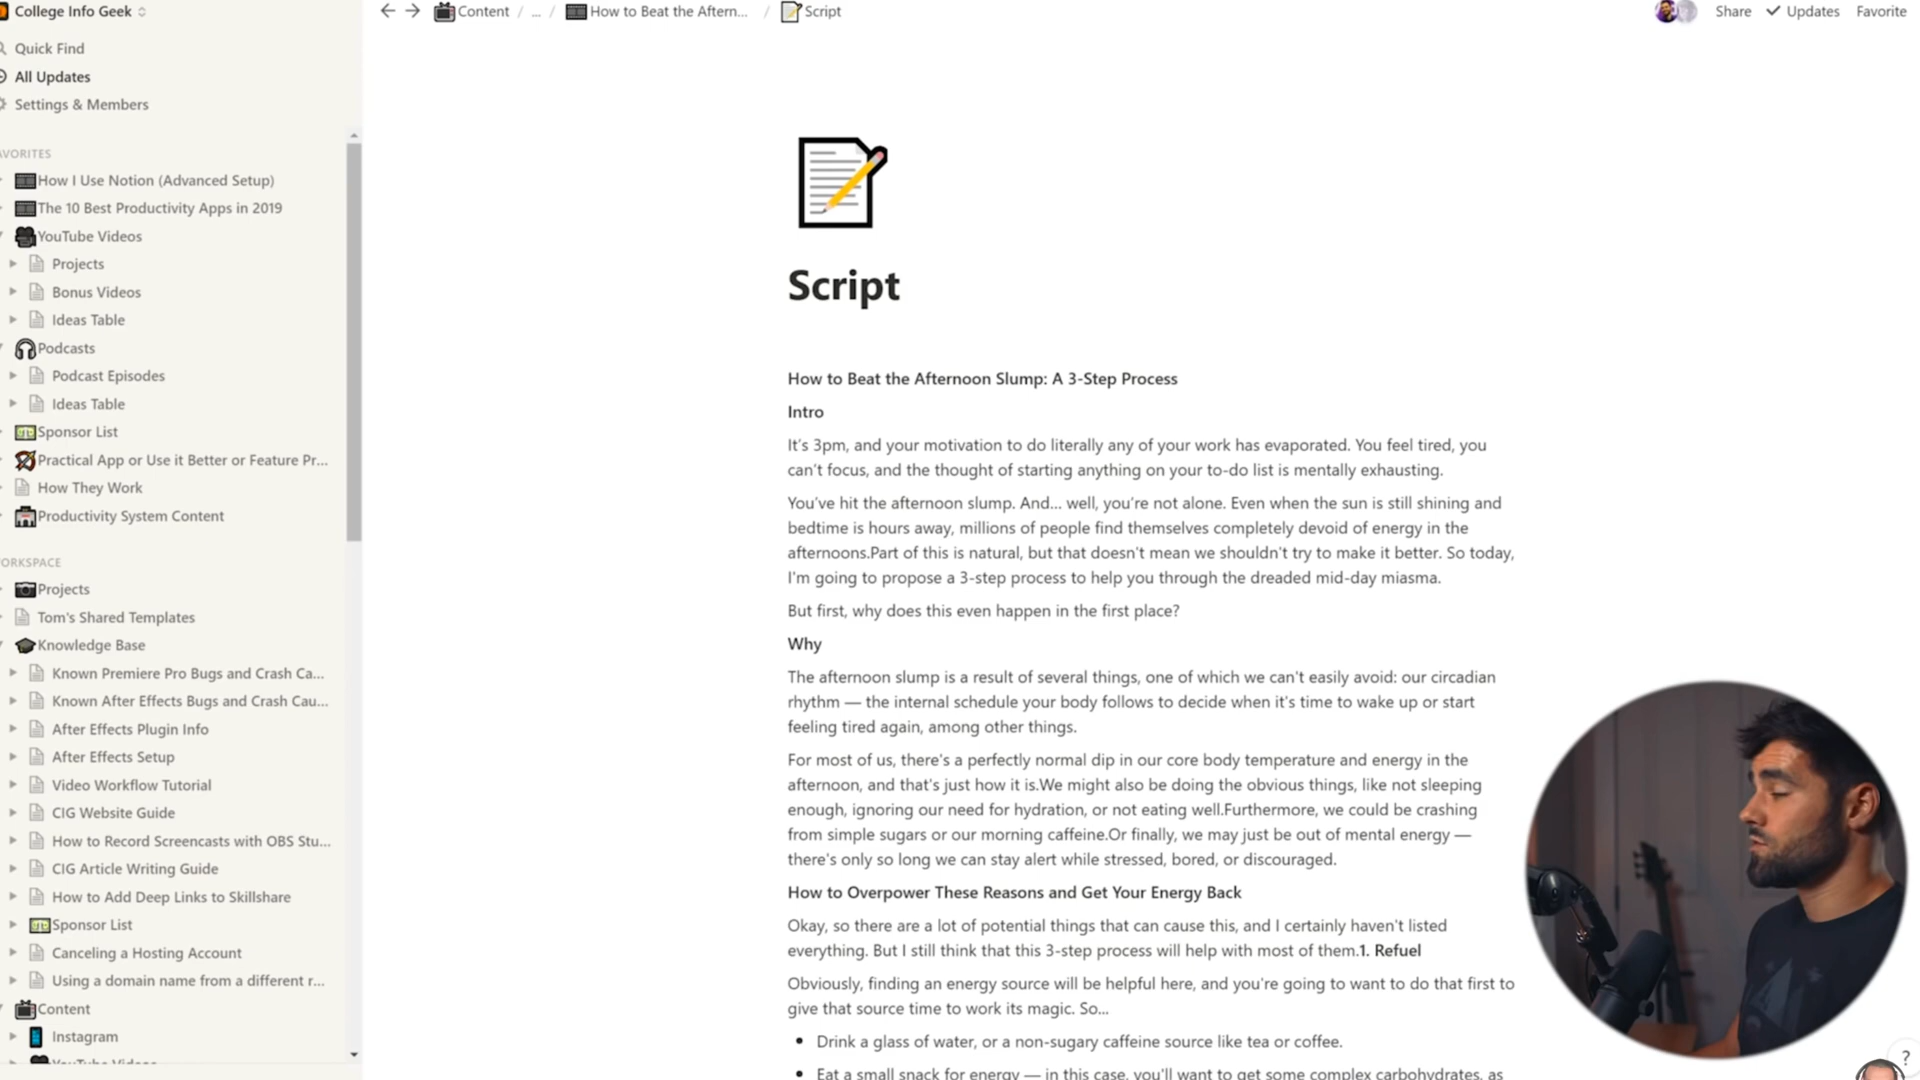 College Info Geek
Quick Find
All Updates
Settings & Members
AVORITES
How I Use Notion (Advanced Setup)
The 10 Best Productivity Apps in 2019
YouTube Videos
Projects
Bonus Videos
Ideas Table
Podcasts
Podcast Episodes
Ideas Table
Sponsor List
Practical App or Use it Better or Feature Pr...
How They Work
Productivity System Content
ORKSPACE
Projects
Tom's Shared Templates
Knowledge Base
Known Premiere Pro Bugs and Crash Ca...
Known After Effects Bugs and Crash Cau...
After Effects Plugin Info
After Effects Setup
Video Workflow Tutorial
CIG Website Guide
How to Record Screencasts with OBS Stu...
CIG Article Writing Guide
How to Add Deep Links to Skillshare
Sponsor List
Canceling a Hosting Account
Using a domain name from a different r...
Content
Instagram
YouTube Videos
Content / ... / How to Beat the Aftern... / Script
Share Updates Favorite
Script
How to Beat the Afternoon Slump: A 3-Step Process
Intro
It's 3pm, and your motivation to do literally any of your work has evaporated. You feel tired, you
can't focus, and the thought of starting anything on your to-do list is mentally exhausting.
You've hit the afternoon slump. And... well, you're not alone. Even when the sun is still shining and
bedtime is hours away, millions of people find themselves completely devoid of energy in the
afternoons.Part of this is natural, but that doesn't mean we shouldn't try to make it better. So today,
I'm going to propose a 3-step process to help you through the dreaded mid-day miasma.
But first, why does this even happen in the first place?
Why
The afternoon slump is a result of several things, one of which we can't easily avoid: our circadian
rhythm — the internal schedule your body follows to decide when it's time to wake up or start
feeling tired again, among other things.
For most of us, there's a perfectly normal dip in our core body temperature and energy in the
afternoon, and that's just how it is.We might also be doing the obvious things, like not sleeping
enough, ignoring our need for hydration, or not eating well.Furthermore, we could be crashing
from simple sugars or our morning caffeine.Or finally, we may just be out of mental energy —
there's only so long we can stay alert while stressed, bored, or discouraged.
How to Overpower These Reasons and Get Your Energy Back
Okay, so there are a lot of potential things that can cause this, and I certainly haven't listed
everything. But I still think that this 3-step process will help with most of them.1. Refuel
Obviously, finding an energy source will be helpful here, and you're going to want to do that first to
give that source time to work its magic. So...
• Drink a glass of water, or a non-sugary caffeine source like tea or coffee.
• Eat a small snack for energy — in this case, you'll want to get some complex carbohydrates, as
?